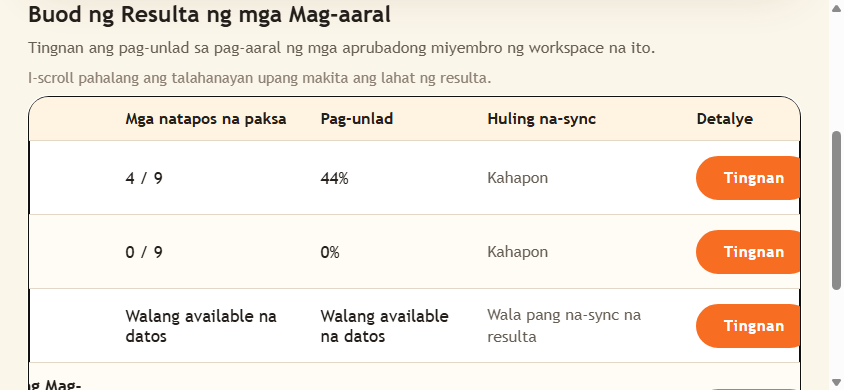 Buod ng Resulta ng mga Mag-aaral
Tingnan ang pag-unlad sa pag-aaral ng mga aprubadong miyembro ng workspace na ito.
I-scroll pahalang ang talahanayan upang makita ang lahat ng resulta.
Mga natapos na paksa Pag-unlad Huling na-sync Detalye
4 / 9 44% Kahapon Tingnan
0 / 9 0% Kahapon Tingnan
Walang available na datos Walang available na datos Wala pang na-sync na resulta Tingnan
Mag-